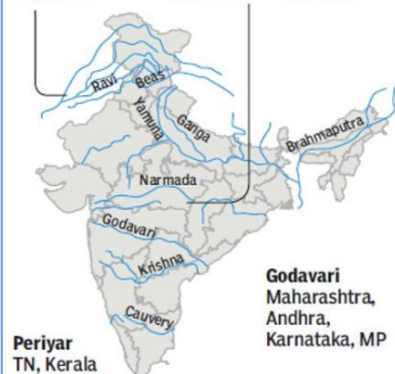 Ravi
Beas
Yamuna
Ganga
Brahmaputra
Narmada
Godavari
Krishna
Cauvery
Godavari
Maharashtra,
Andhra,
Karnataka, MP
Periyar
TN, Kerala